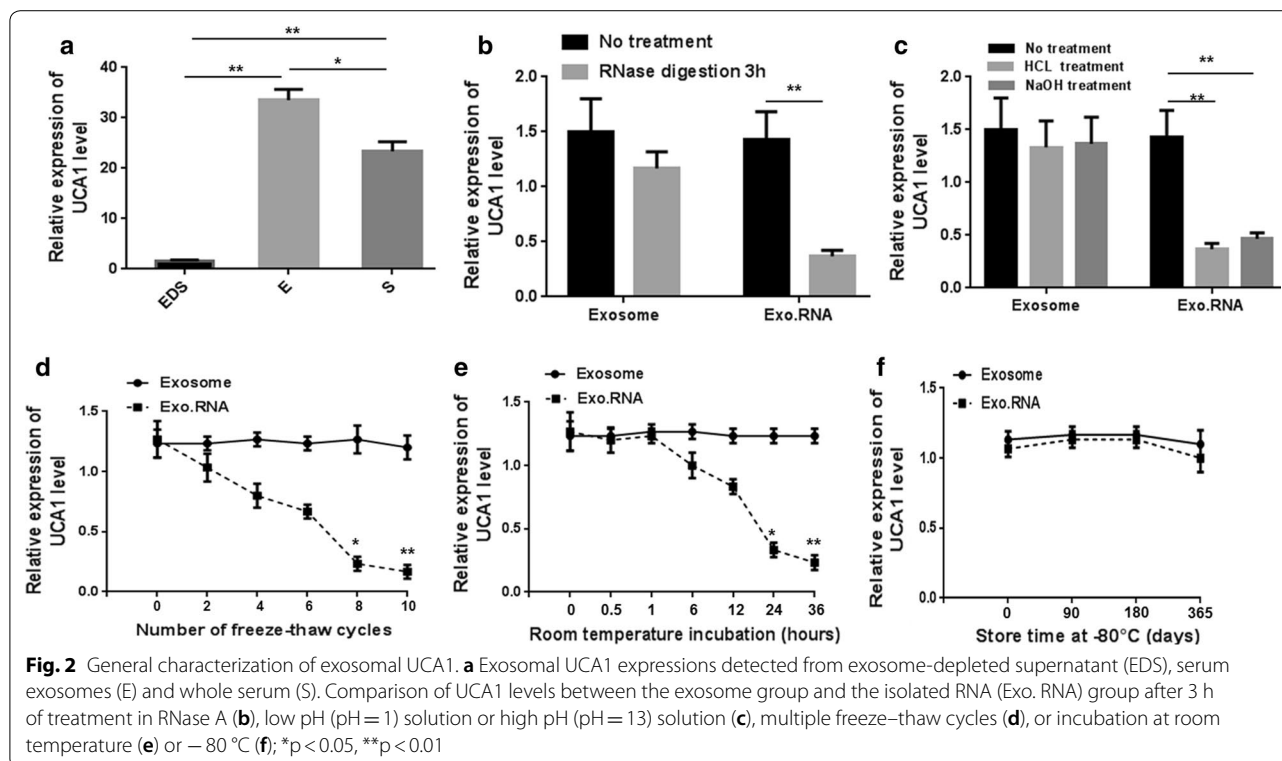 a
**
**
*
Relative expression of
UCA1 level
40
30
20
10
0
EDS
E
S
b
No treatment
RNase digestion 3h
**
Relative expression of
UCA1 level
2.0
1.5
1.0
0.5
0.0
Exosome
Exo.RNA
c
No treatment
HCL treatment
NaOH treatment
**
**
Relative expression of
UCA1 level
2.0
1.5
1.0
0.5
0.0
Exosome
Exo.RNA
d
Exosome
Exo.RNA
Relative expression of
UCA1 level
1.5
1.0
0.5
0.0
*
**
0 2 4 6 8 10
Number of freeze-thaw cycles
e
Exosome
Exo.RNA
Relative expression of
UCA1 level
1.5
1.0
0.5
0.0
*
**
0 0.5 1 6 12 24 36
Room temperature incubation (hours)
f
Exosome
Exo.RNA
Relative expression of
UCA1 level
1.5
1.0
0.5
0.0
0 90 180 365
Store time at -80°C (days)
Fig. 2 General characterization of exosomal UCA1. a Exosomal UCA1 expressions detected from exosome-depleted supernatant (EDS), serum
exosomes (E) and whole serum (S). Comparison of UCA1 levels between the exosome group and the isolated RNA (Exo. RNA) group after 3 h
of treatment in RNase A (b), low pH (pH = 1) solution or high pH (pH = 13) solution (c), multiple freeze–thaw cycles (d), or incubation at room
temperature (e) or − 80 °C (f); *p < 0.05, **p < 0.01